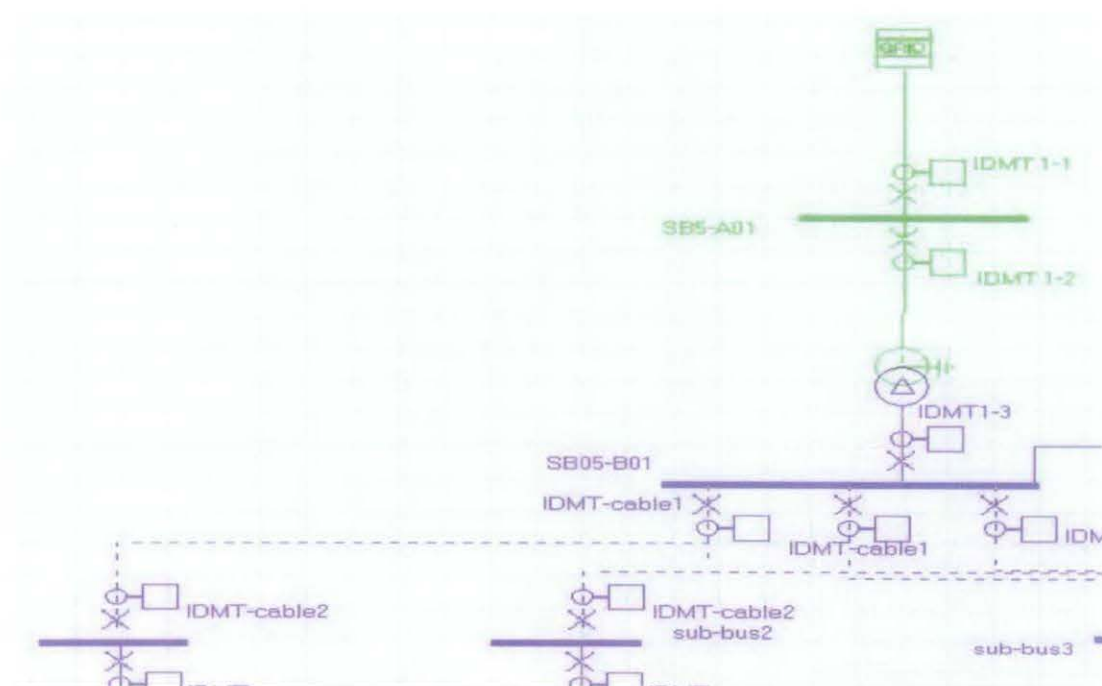 GRID
IDMT 1-1
SB5-A01
IDMT 1-2
IDMT1-3
SB05-B01
IDMT-cable1
IDMT-cable1
IDMT-cable2
IDMT-cable2
sub-bus2
sub-bus3